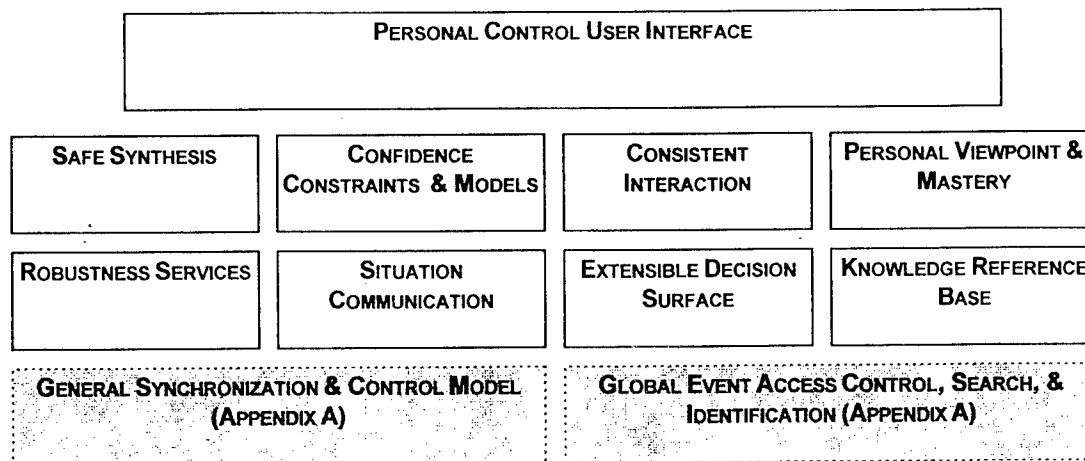 PERSONAL CONTROL USER INTERFACE
SAFE SYNTHESIS
CONFIDENCE
CONSTRAINTS & MODELS
CONSISTENT
INTERACTION
PERSONAL VIEWPOINT &
MASTERY
ROBUSTNESS SERVICES
SITUATION
COMMUNICATION
EXTENSIBLE DECISION
SURFACE
KNOWLEDGE REFERENCE
BASE
GENERAL SYNCHRONIZATION & CONTROL MODEL
(APPENDIX A)
GLOBAL EVENT ACCESS CONTROL, SEARCH, &
IDENTIFICATION (APPENDIX A)